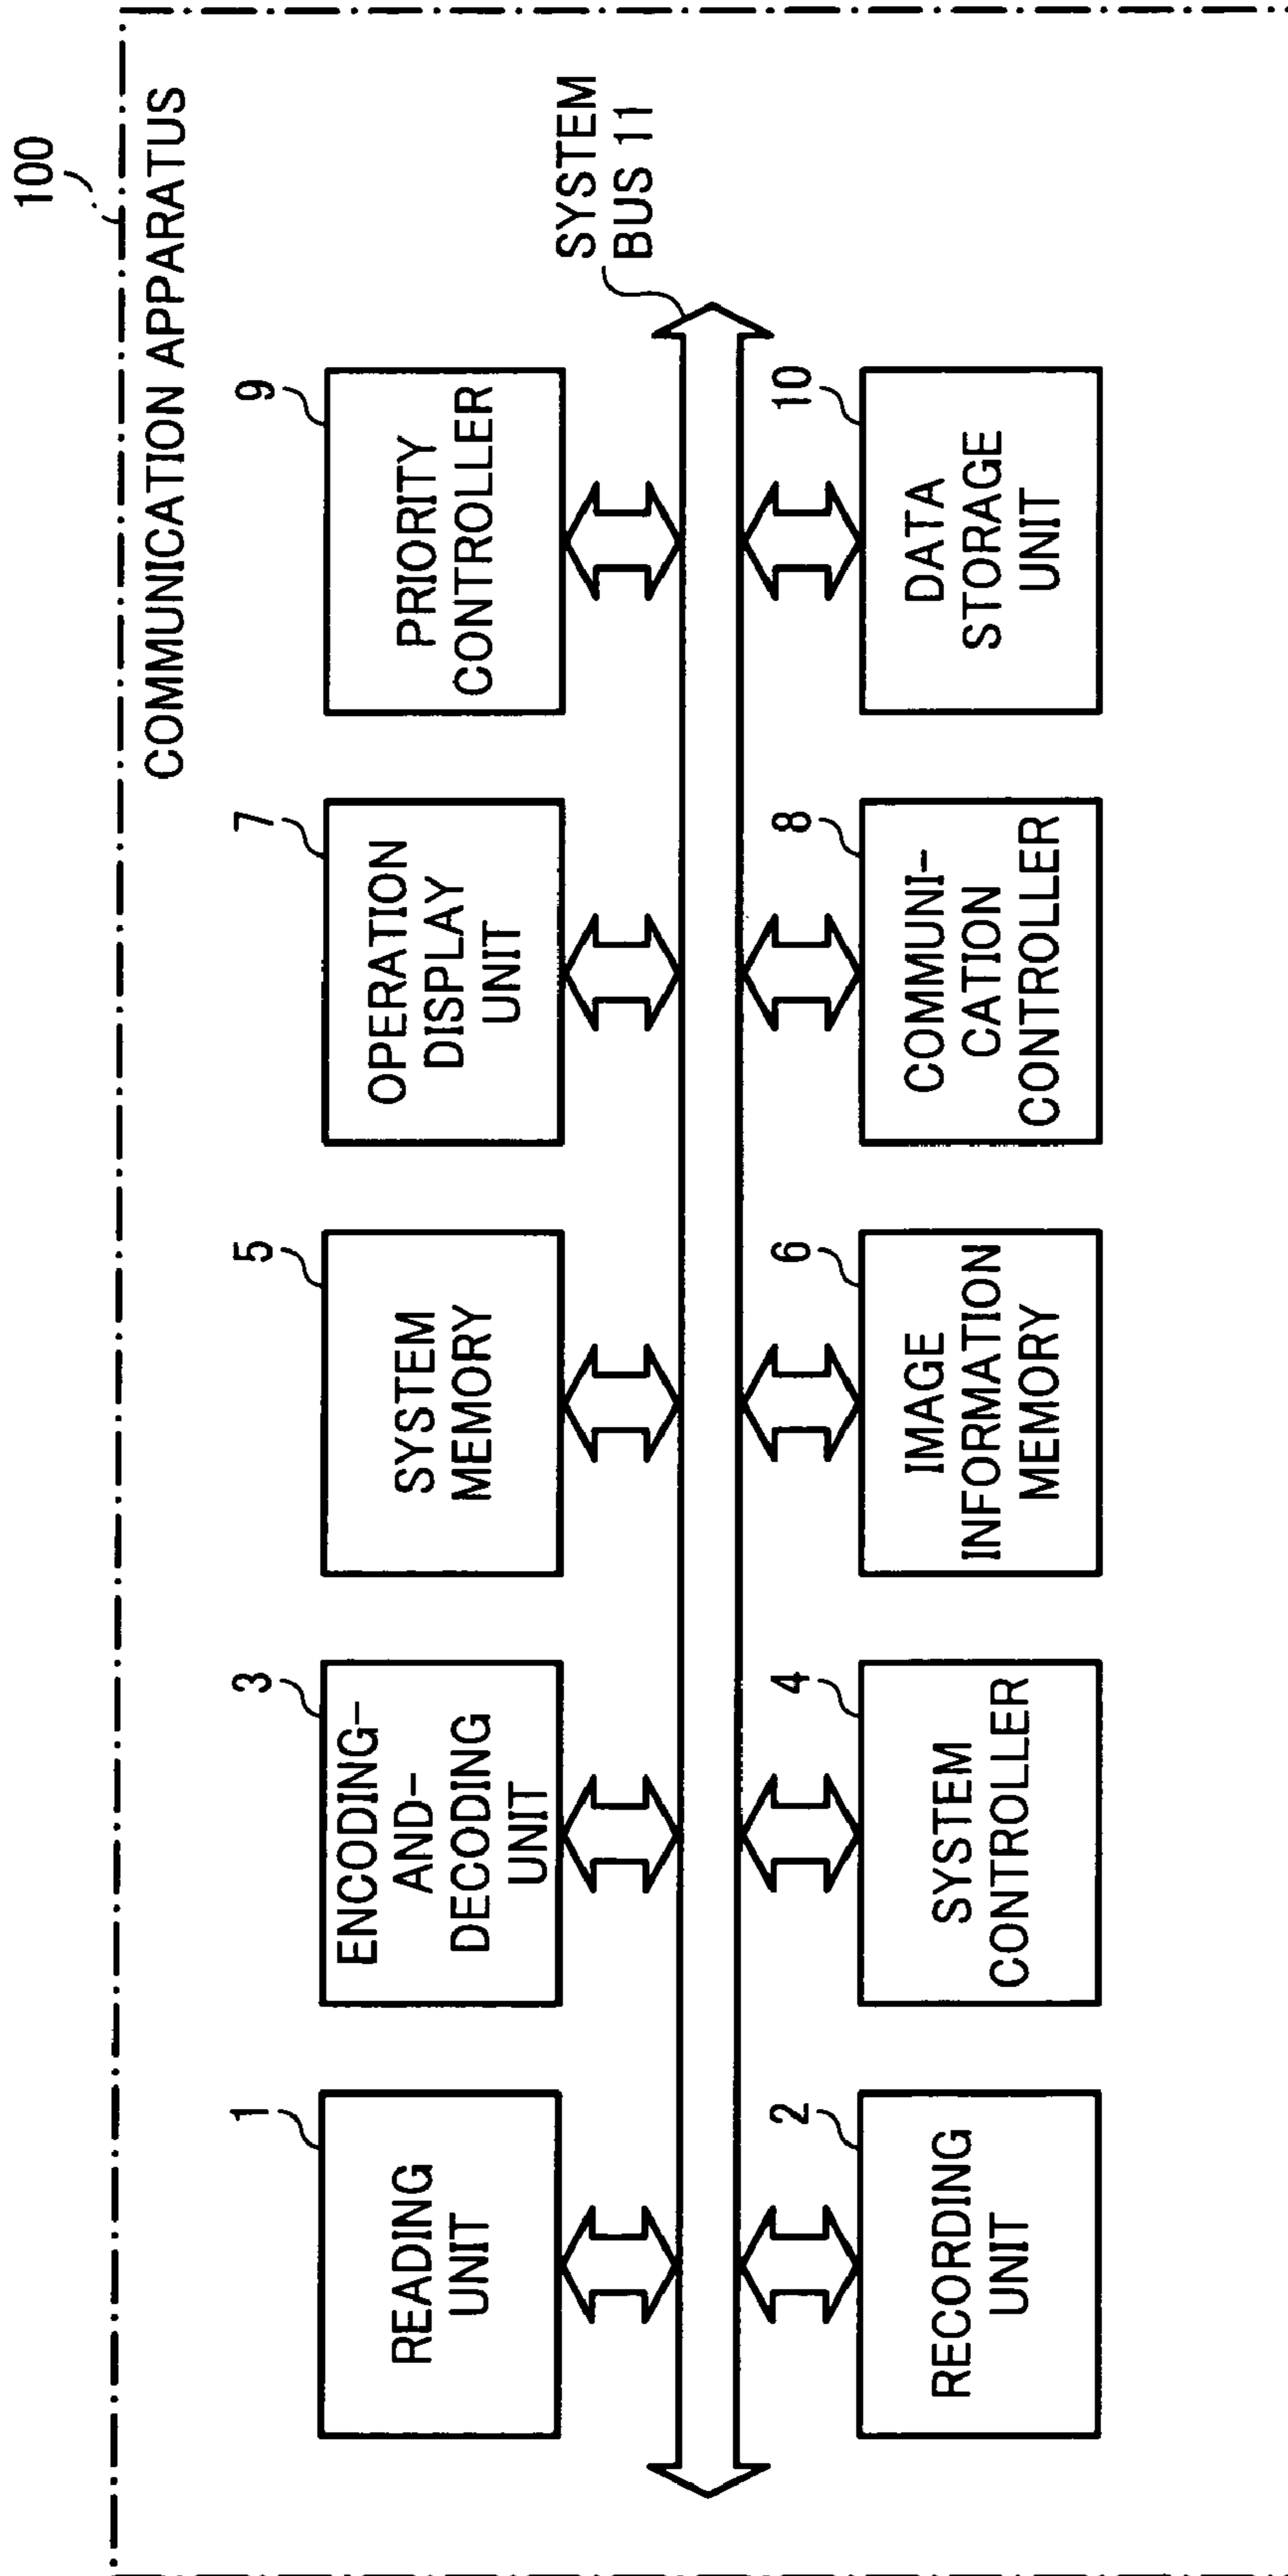 100
COMMUNICATION APPARATUS
1
READING
UNIT
3
ENCODING-
AND-
DECODING
UNIT
5
SYSTEM
MEMORY
7
OPERATION
DISPLAY
UNIT
9
PRIORITY
CONTROLLER
SYSTEM
BUS 11
2
RECORDING
UNIT
4
SYSTEM
CONTROLLER
6
IMAGE
INFORMATION
MEMORY
8
COMMUNI-
CATION
CONTROLLER
10
DATA
STORAGE
UNIT